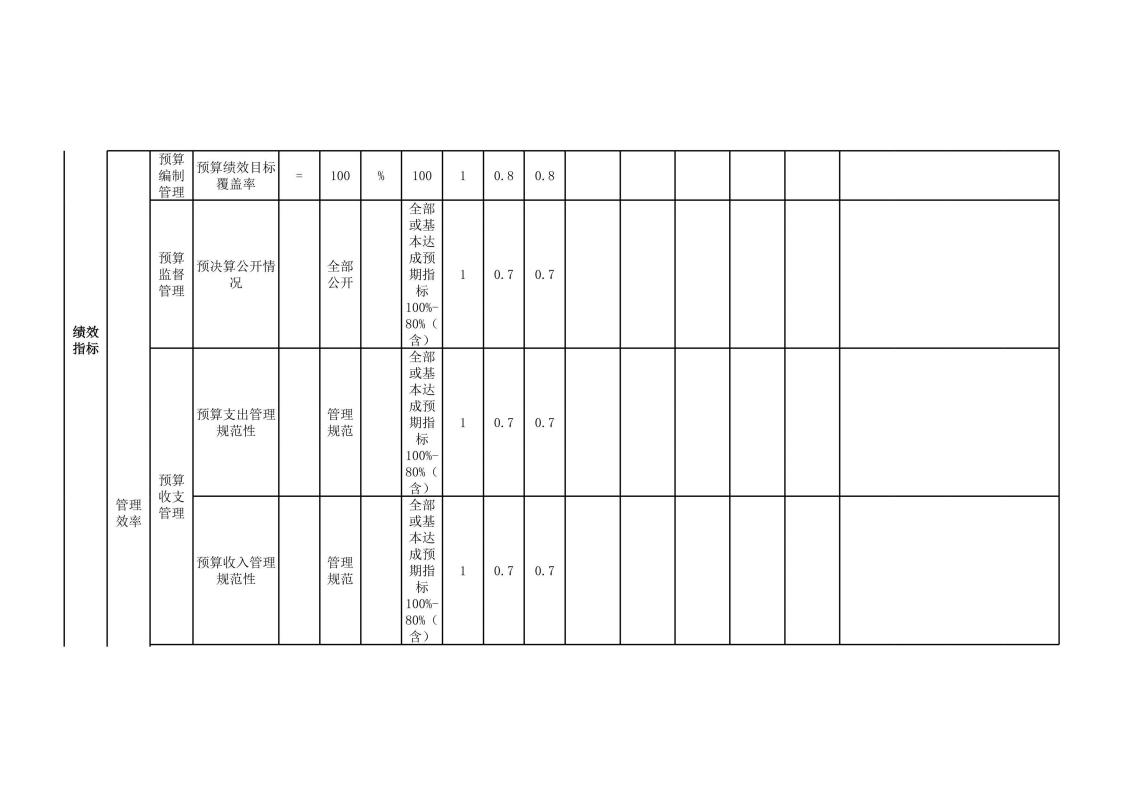 绩效
指标
管理
效率
预算
编制
管理
预算绩效目标
覆盖率
=
100
%
100
1
0.8
0.8
预算
监督
管理
预决算公开情
况
全部
公开
全部
或基
本达
成预
期指
标
100%-
80%（
含）
1
0.7
0.7
预算
收支
管理
预算支出管理
规范性
管理
规范
全部
或基
本达
成预
期指
标
100%-
80%（
含）
1
0.7
0.7
预算收入管理
规范性
管理
规范
全部
或基
本达
成预
期指
标
100%-
80%（
含）
1
0.7
0.7